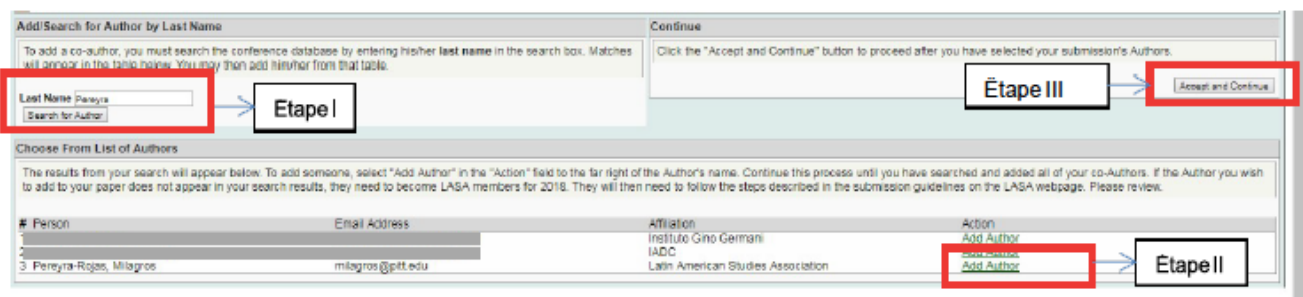 Add/Search for Author by Last Name
To add a co-author, you must search the conference database by entering his/her last name in the search box. Matches
will appear in the table below. You may then add him/her from that table.
Last Name Pereyra
Search for Author
Étape I
Continue
Click the "Accept and Continue" button to proceed after you have selected your submission's Authors.
Étape III
Accept and Continue
Choose From List of Authors
The results from your search will appear below. To add someone, select "Add Author" in the "Action" field to the far right of the Author's name. Continue this process until you have searched and added all of your co-Authors. If the Author you wish
to add to your paper does not appear in your search results, they need to become LASA members for 2018. They will then need to follow the steps described in the submission guidelines on the LASA webpage. Please review.
# Person Email Address Affiliation Action
1 Instituto Gino Germani Add Author
2 IADC Add Author
3 Pereyra-Rojas, Milagros milagros@pitt.edu Latin American Studies Association Add Author
Étape II